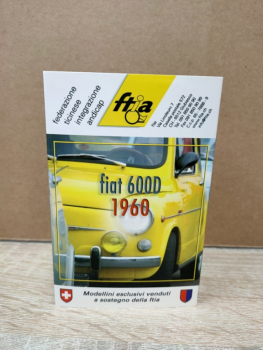 federazione
ticinese
integrazione
andicap
ftia
fiat 600D
1960
Modellini esclusivi venduti
a sostegno della ftia